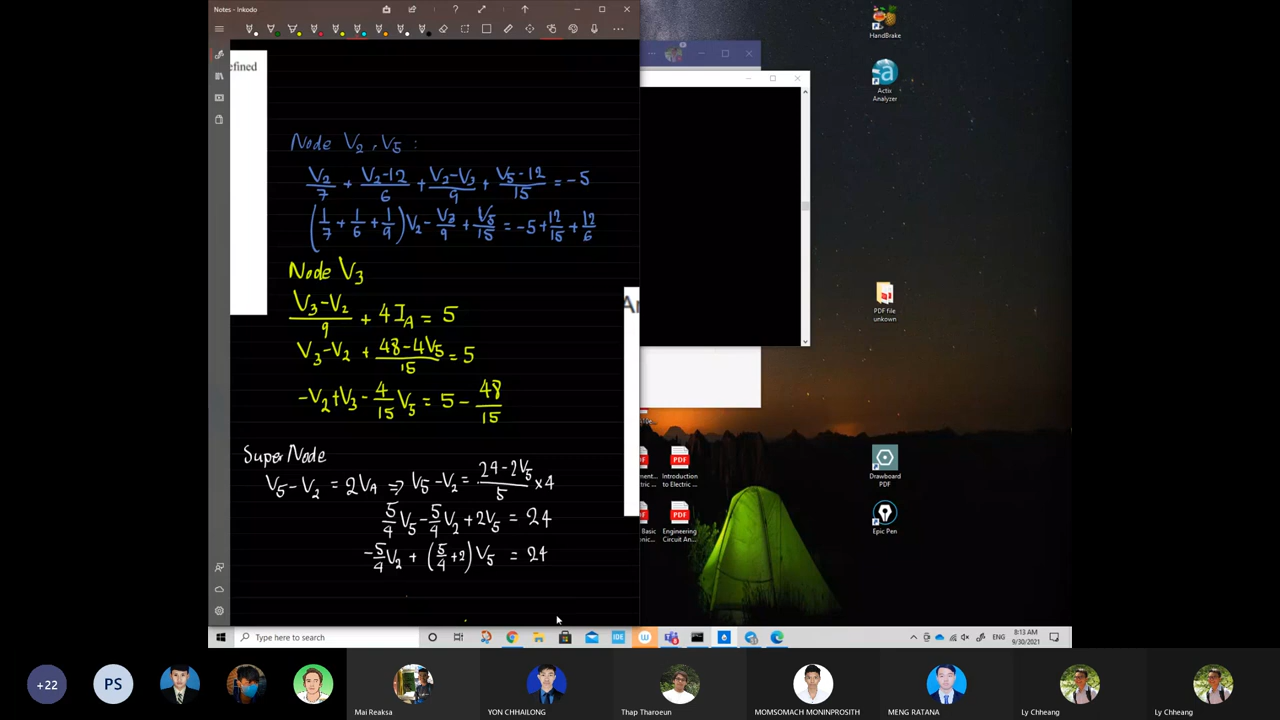 Notes - Inkodo
efined
Node V2 , V5 :
V2/7 + (V2-12)/6 + (V2-V3)/9 + (V5-12)/15 = -5
(1/7 + 1/6 + 1/9)V2 - V3/9 + V5/15 = -5 + 12/15 + 12/6
Node V3
(V3-V2)/9 + 4IA = 5
V3-V2 + (48-4V5)/15 = 5
-V2+V3 - 4/15 V5 = 5 - 48/15
Super Node
V5 - V2 = 2VA => V5 - V2 = (24-2V5)/5 x4
5/4 V5 - 5/4 V2 + 2V5 = 24
-5/4 V2 + (5/4 +2) V5 = 24
HandBrake
Actix
Analyzer
PDF file
unkown
Introduction
to Electric ...
Engineering
Circuit An...
Drawboard
PDF
Epic Pen
Type here to search
IDE
ENG
8:13 AM
9/30/2021
+22
PS
Mai Reaksa
YON CHHAILONG
Thap Tharoeun
MOMSOMACH MONINPROSITH
MENG RATANA
Ly Chheang
Ly Chheang